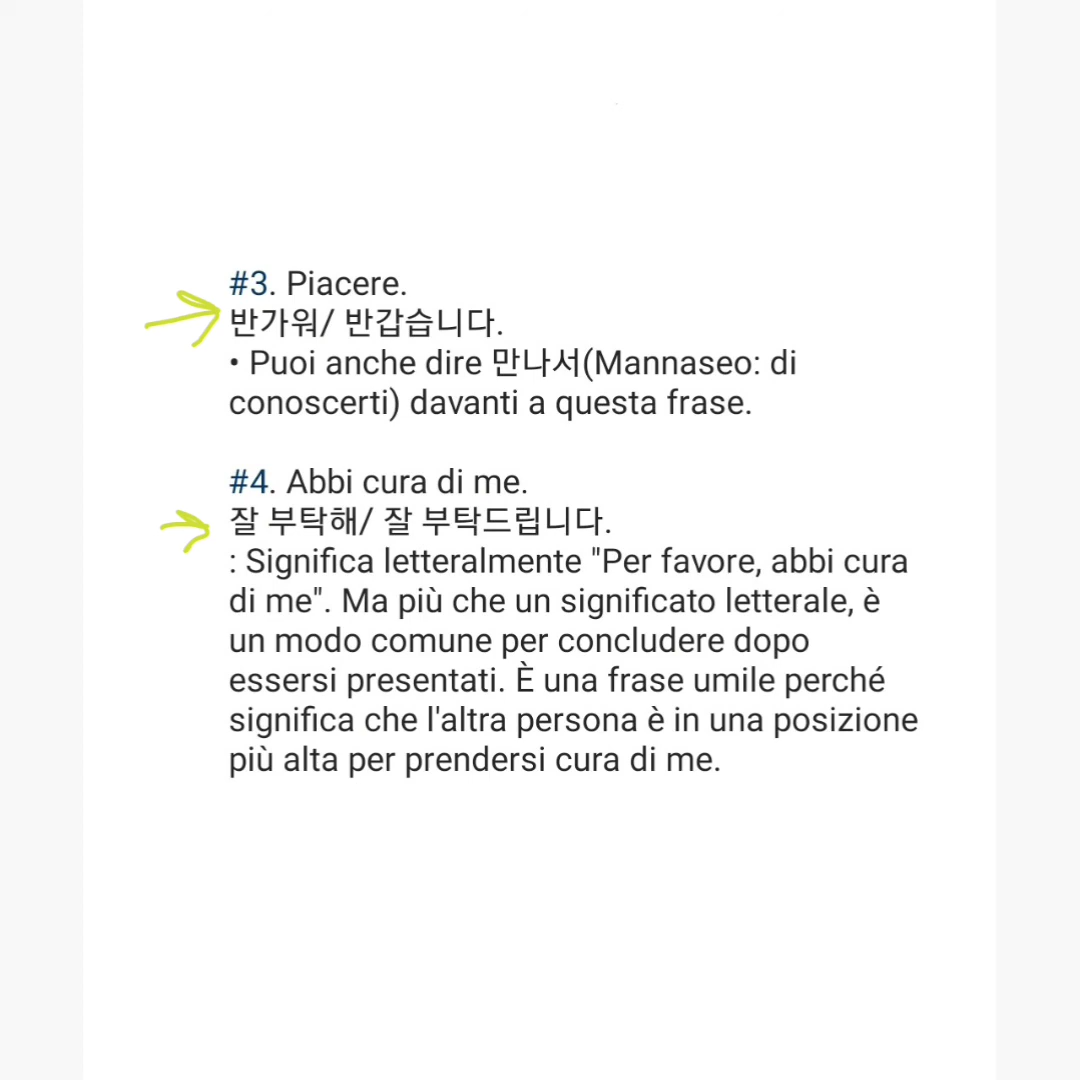 #3. Piacere.
반가워/ 반갑습니다.
• Puoi anche dire 만나서(Mannaseo: di
conoscerti) davanti a questa frase.
#4. Abbi cura di me.
잘 부탁해/ 잘 부탁드립니다.
: Significa letteralmente "Per favore, abbi cura
di me". Ma più che un significato letterale, è
un modo comune per concludere dopo
essersi presentati. È una frase umile perché
significa che l'altra persona è in una posizione
più alta per prendersi cura di me.